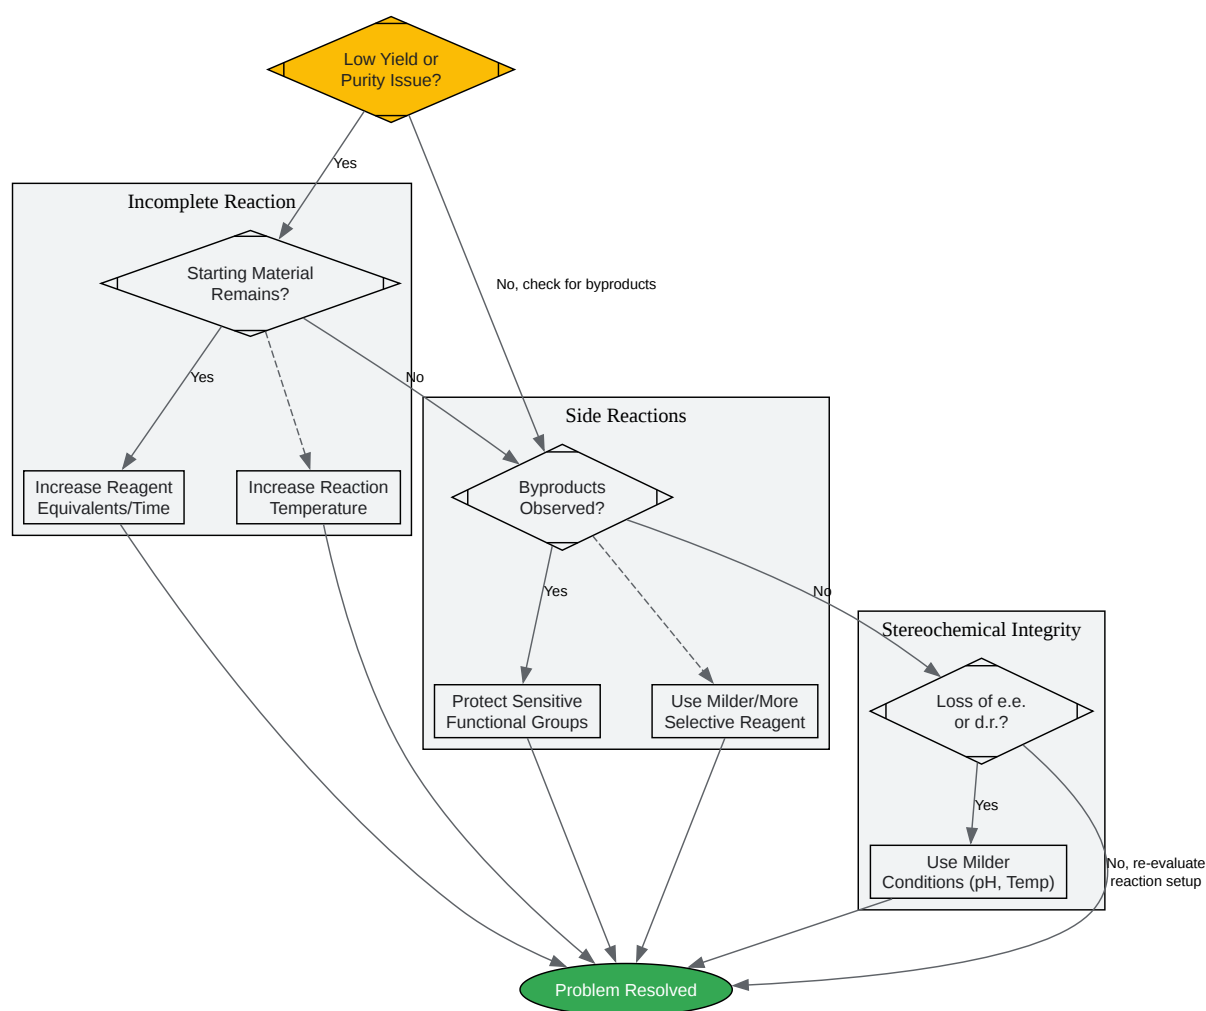 Low Yield or
Purity Issue?
Yes
Incomplete Reaction
Starting Material
Remains?
No, check for byproducts
Yes
No
Side Reactions
Increase Reagent
Equivalents/Time
Increase Reaction
Temperature
Byproducts
Observed?
Yes
No
Stereochemical Integrity
Protect Sensitive
Functional Groups
Use Milder/More
Selective Reagent
Loss of e.e.
or d.r.?
Yes
Use Milder
Conditions (pH, Temp)
No, re-evaluate
reaction setup
Problem Resolved